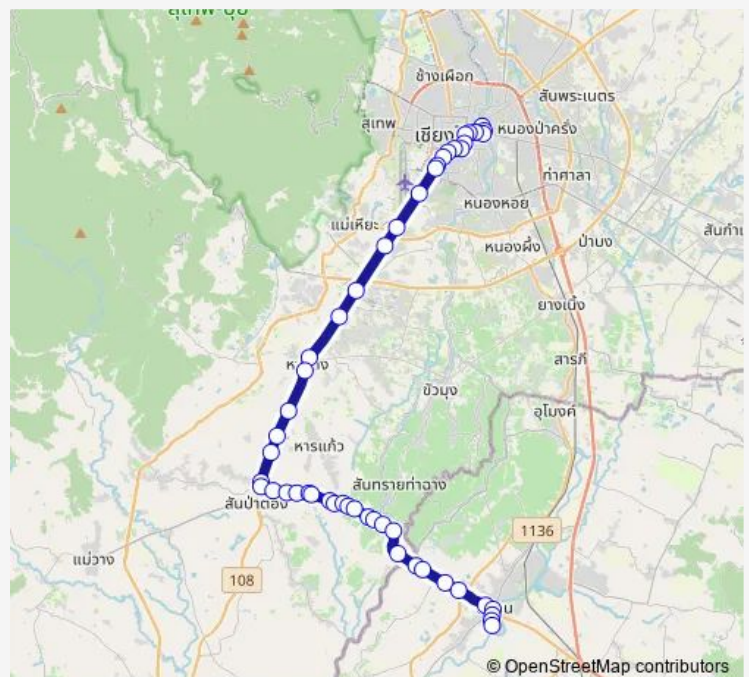 ช้างเผือก
สันพระเนตร
สุเทพ
หนองป่าครั่ง
ท่าศาลา
หนองหอย
แม่เหียะ
หนองผึ้ง
ป่าบง
ยางเนิ้ง
สารภี
ขัวมุง
อุโมงค์
หารแก้ว
สันทรายท่าฉาง
สันป่าตอง
แม่วาง
1136
108
© OpenStreetMap contributors